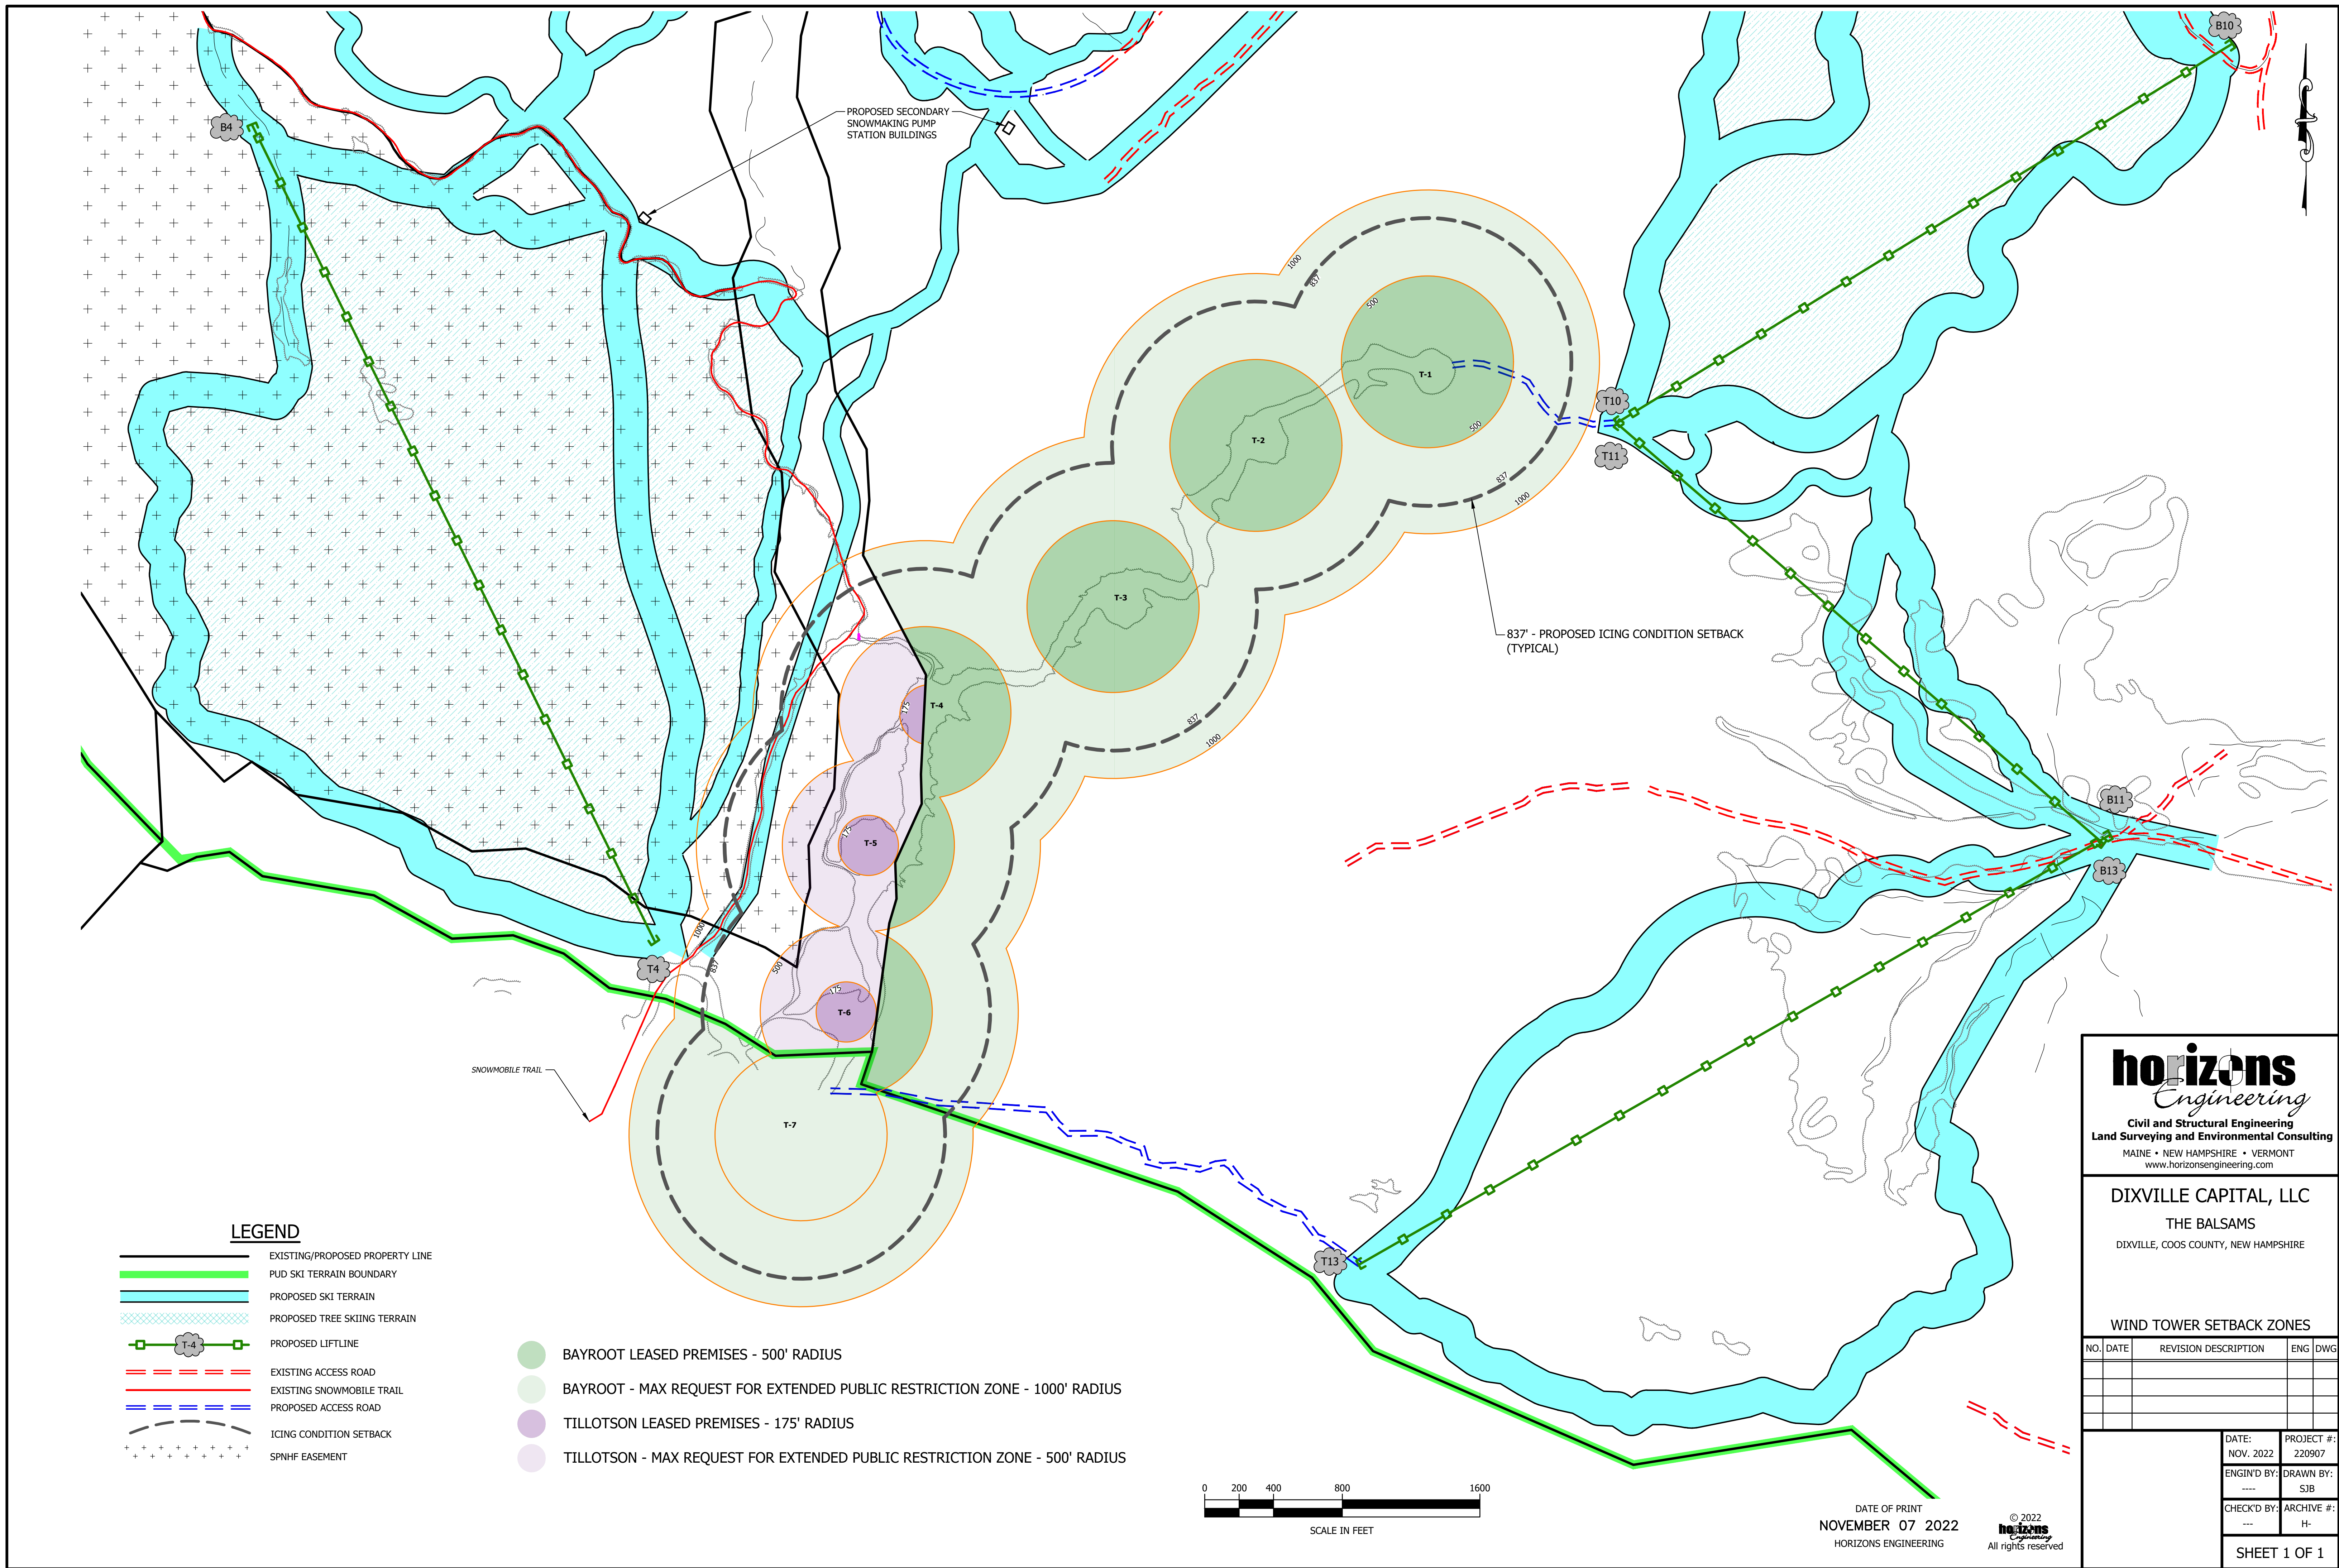 B10
B4
PROPOSED SECONDARY
SNOWMAKING PUMP
STATION BUILDINGS
1000
837
500
T-1
T10
500
T-2
T11
837
1000
T-3
837' - PROPOSED ICING CONDITION SETBACK
(TYPICAL)
175
T-4
837
1000
B11
175
T-5
B13
1000
837
500
T4
175
T-6
SNOWMOBILE TRAIL
T-7
T13
LEGEND
EXISTING/PROPOSED PROPERTY LINE
PUD SKI TERRAIN BOUNDARY
PROPOSED SKI TERRAIN
PROPOSED TREE SKIING TERRAIN
T-4
PROPOSED LIFTLINE
EXISTING ACCESS ROAD
EXISTING SNOWMOBILE TRAIL
PROPOSED ACCESS ROAD
ICING CONDITION SETBACK
SPNHF EASEMENT
BAYROOT LEASED PREMISES - 500' RADIUS
BAYROOT - MAX REQUEST FOR EXTENDED PUBLIC RESTRICTION ZONE - 1000' RADIUS
TILLOTSON LEASED PREMISES - 175' RADIUS
TILLOTSON - MAX REQUEST FOR EXTENDED PUBLIC RESTRICTION ZONE - 500' RADIUS
0 200 400 800 1600
SCALE IN FEET
DATE OF PRINT
NOVEMBER 07 2022
HORIZONS ENGINEERING
© 2022
horizons
Engineering
All rights reserved
horizons
Engineering
Civil and Structural Engineering
Land Surveying and Environmental Consulting
MAINE • NEW HAMPSHIRE • VERMONT
www.horizonsengineering.com
DIXVILLE CAPITAL, LLC
THE BALSAMS
DIXVILLE, COOS COUNTY, NEW HAMPSHIRE
WIND TOWER SETBACK ZONES
NO. DATE REVISION DESCRIPTION ENG DWG
DATE: PROJECT #:
NOV. 2022 220907
ENGIN'D BY: DRAWN BY:
---- SJB
CHECK'D BY: ARCHIVE #:
--- H-
SHEET 1 OF 1